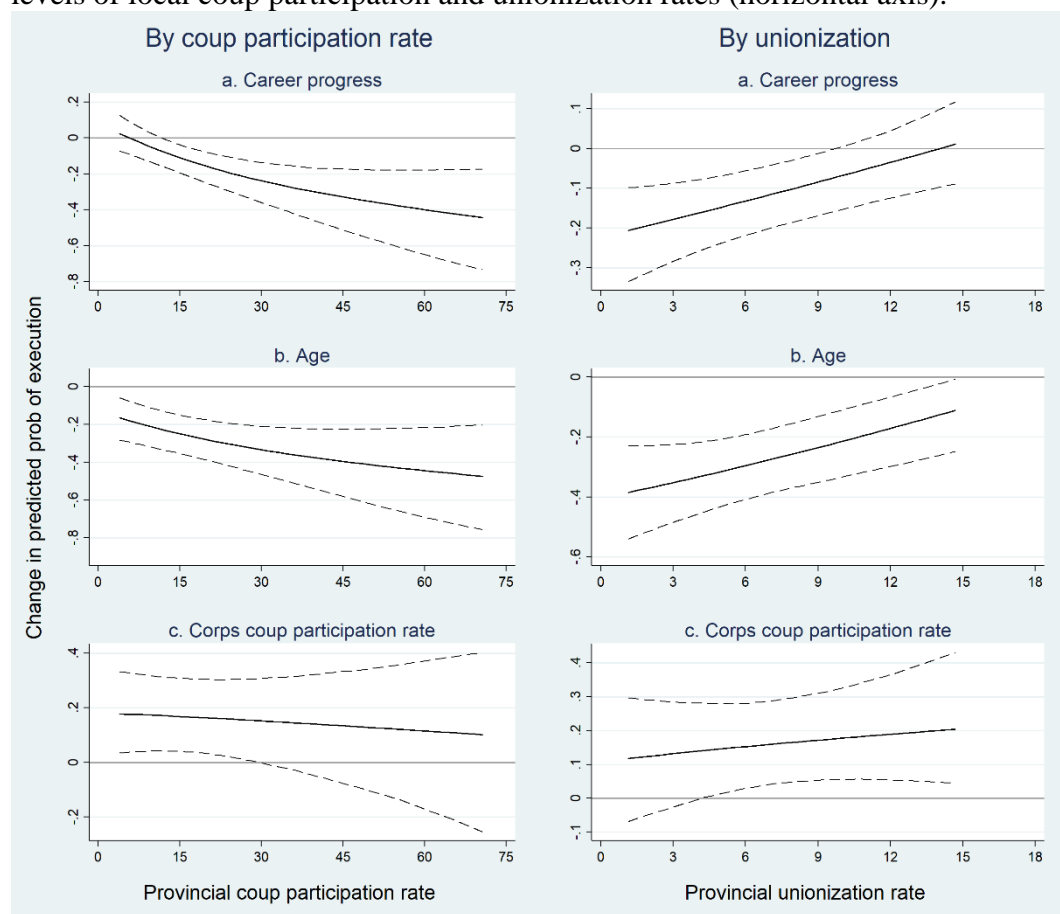 levels of local coup participation and unionization rates (horizontal axis).
By coup participation rate
By unionization
Change in predicted prob of execution
a. Career progress
.2
0
-.2
-.4
-.6
-.8
0 15 30 45 60 75
a. Career progress
.1
0
-.1
-.2
-.3
0 3 6 9 12 15 18
b. Age
0
-.2
-.4
-.6
-.8
0 15 30 45 60 75
b. Age
0
-.2
-.4
-.6
0 3 6 9 12 15 18
c. Corps coup participation rate
.4
.2
0
-.2
0 15 30 45 60 75
c. Corps coup participation rate
.4
.3
.2
.1
0
-.1
0 3 6 9 12 15 18
Provincial coup participation rate
Provincial unionization rate